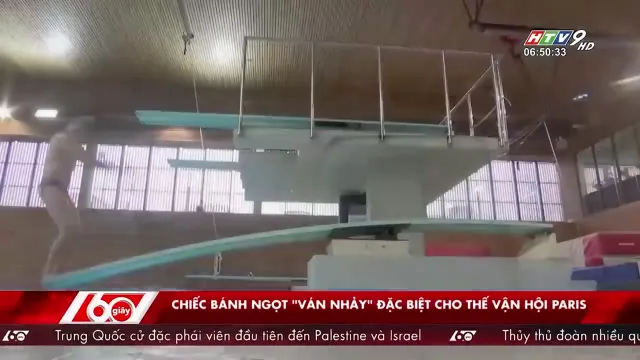 HTV9 HD
06:50:33
60 giây
CHIẾC BÁNH NGỌT "VÁN NHẢY" ĐẶC BIỆT CHO THẾ VẬN HỘI PARIS
60 Trung Quốc cử đặc phái viên đầu tiên đến Palestine và Israel 60 Thủy thủ đoàn nhiều